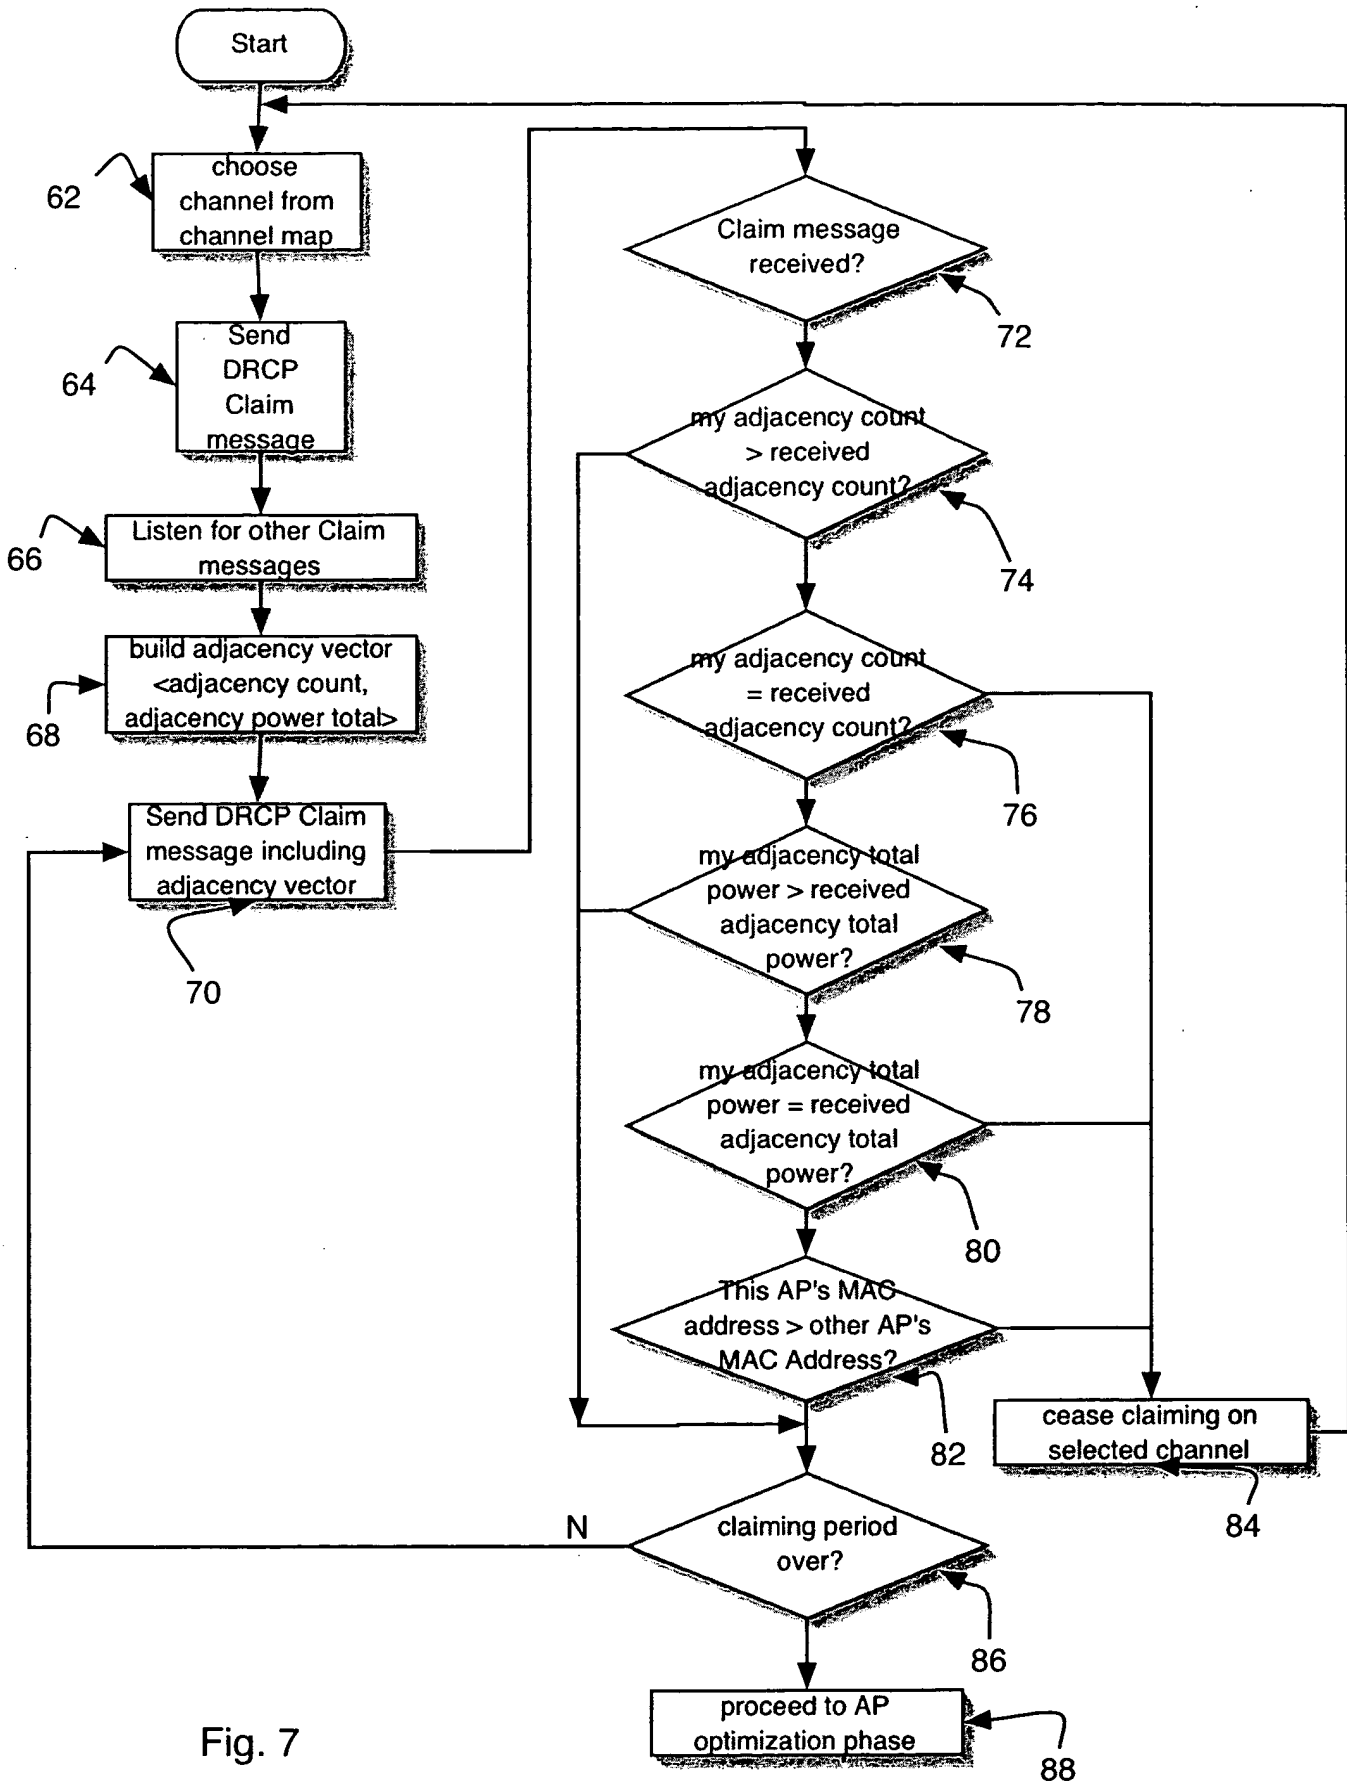 Start
choose
channel from
channel map
62
Send
DRCP
Claim
message
64
Listen for other Claim
messages
66
build adjacency vector
<adjacency count,
adjacency power total>
68
Send DRCP Claim
message including
adjacency vector
70
Claim message
received?
72
my adjacency count
> received
adjacency count?
74
my adjacency count
= received
adjacency count?
76
my adjacency total
power > received
adjacency total
power?
78
my adjacency total
power = received
adjacency total
power?
80
This AP's MAC
address > other AP's
MAC Address?
82
cease claiming on
selected channel
84
N
claiming period
over?
86
proceed to AP
optimization phase
88
Fig. 7